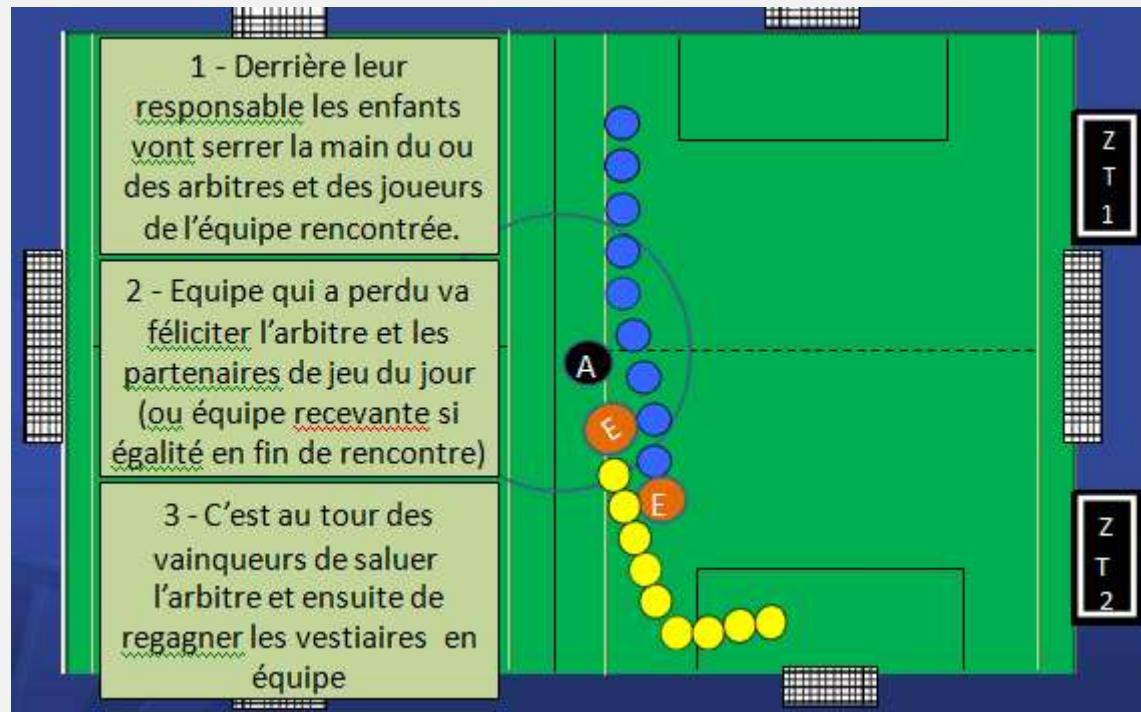 1 - Derrière leur
responsable les enfants
vont serrer la main du ou
des arbitres et des joueurs
de l'équipe rencontrée.
2 - Equipe qui a perdu va
féliciter l'arbitre et les
partenaires de jeu du jour
(ou équipe recevante si
égalité en fin de rencontre)
3 - C'est au tour des
vainqueurs de saluer
l'arbitre et ensuite de
regagner les vestiaires en
équipe
A
E
E
Z
T
1
Z
T
2